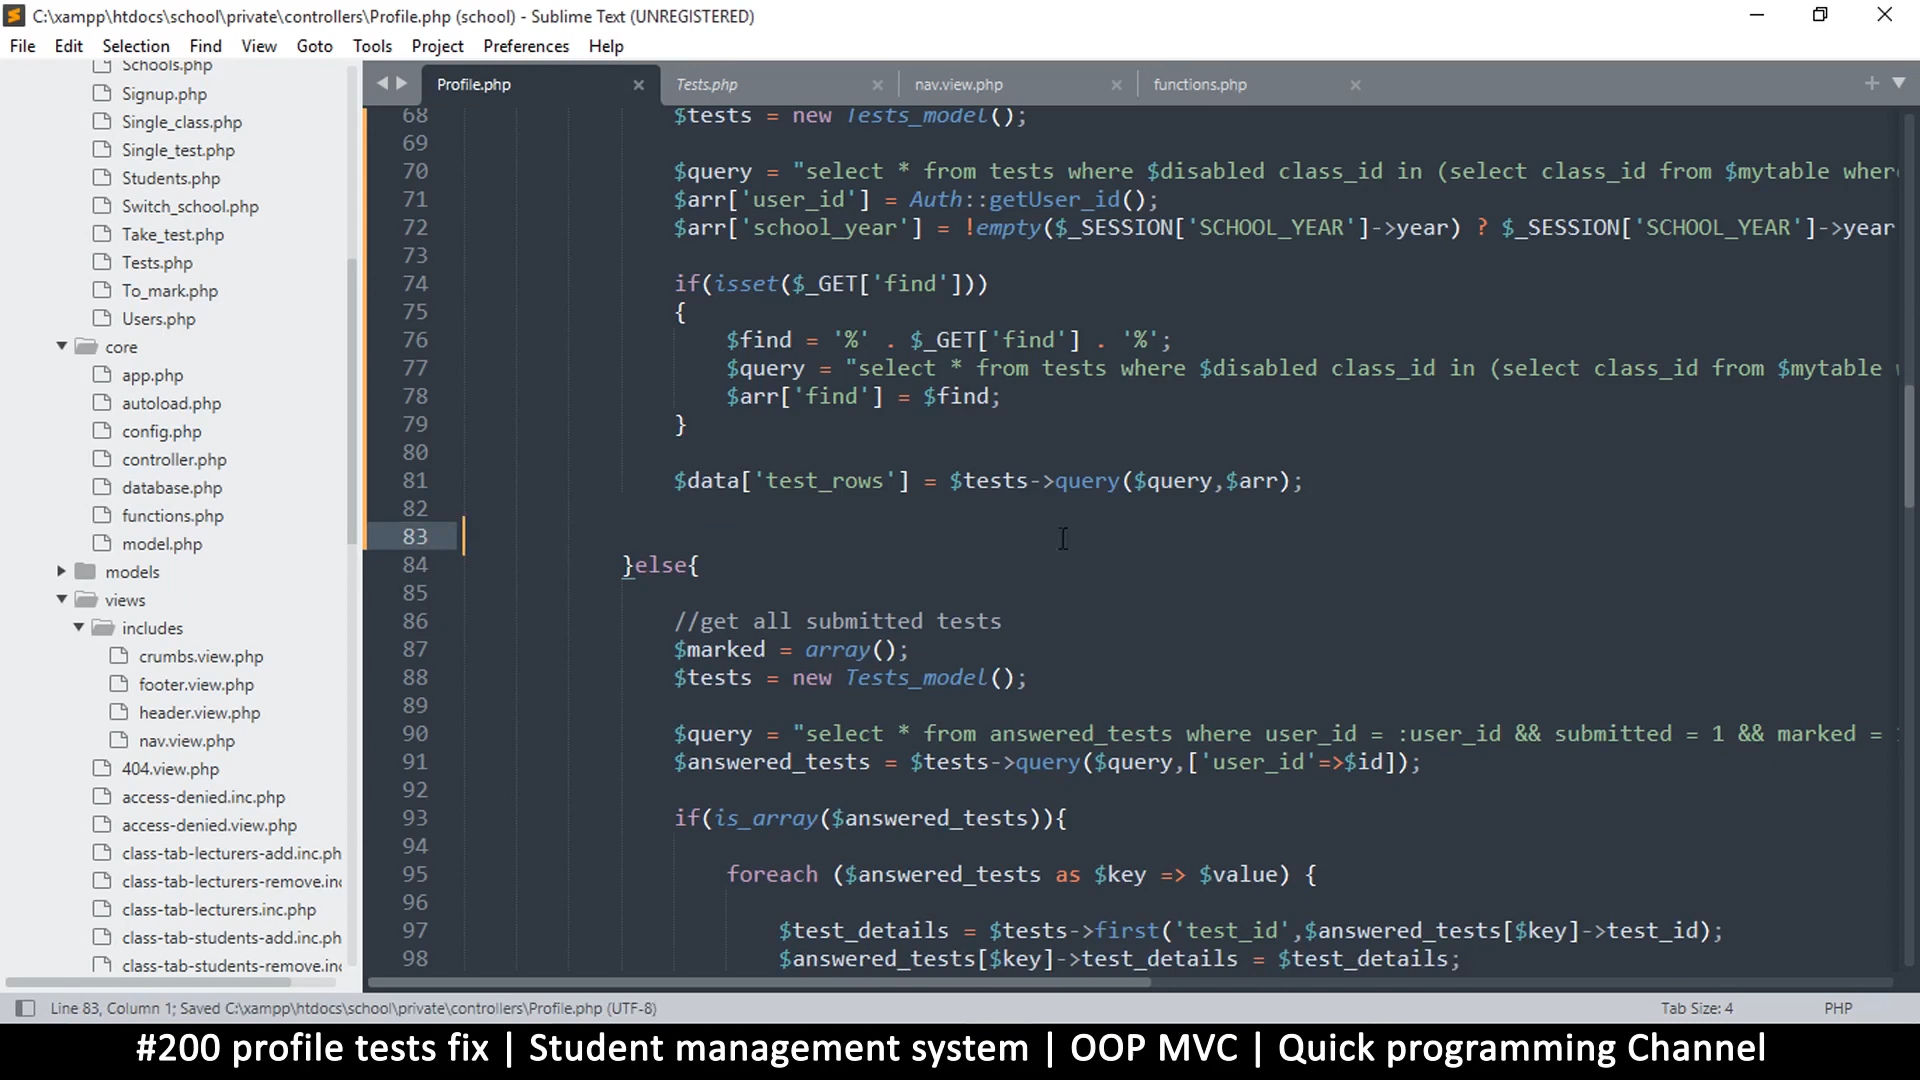 C:\xampp\htdocs\school\private\controllers\Profile.php (school) - Sublime Text (UNREGISTERED)
File Edit Selection Find View Goto Tools Project Preferences Help
Schools.php
Signup.php
Single_class.php
Single_test.php
Students.php
Switch_school.php
Take_test.php
Tests.php
To_mark.php
Users.php
core
app.php
autoload.php
config.php
controller.php
database.php
functions.php
model.php
models
views
includes
crumbs.view.php
footer.view.php
header.view.php
nav.view.php
404.view.php
access-denied.inc.php
access-denied.view.php
class-tab-lecturers-add.inc.ph
class-tab-lecturers-remove.inc
class-tab-lecturers.inc.php
class-tab-students-add.inc.ph
class-tab-students-remove.inc
Profile.php Tests.php nav.view.php functions.php
68 $tests = new Tests_model();
69
70 $query = "select * from tests where $disabled class_id in (select class_id from $mytable wher
71 $arr['user_id'] = Auth::getUser_id();
72 $arr['school_year'] = !empty($_SESSION['SCHOOL_YEAR']->year) ? $_SESSION['SCHOOL_YEAR']->year
73
74 if(isset($_GET['find']))
75 {
76 $find = '%' . $_GET['find'] . '%';
77 $query = "select * from tests where $disabled class_id in (select class_id from $mytable
78 $arr['find'] = $find;
79 }
80
81 $data['test_rows'] = $tests->query($query,$arr);
82
83
84 }else{
85
86 //get all submitted tests
87 $marked = array();
88 $tests = new Tests_model();
89
90 $query = "select * from answered_tests where user_id = :user_id && submitted = 1 && marked =
91 $answered_tests = $tests->query($query,['user_id'=>$id]);
92
93 if(is_array($answered_tests)){
94
95 foreach ($answered_tests as $key => $value) {
96
97 $test_details = $tests->first('test_id',$answered_tests[$key]->test_id);
98 $answered_tests[$key]->test_details = $test_details;
Line 83, Column 1; Saved C:\xampp\htdocs\school\private\controllers\Profile.php (UTF-8) Tab Size: 4 PHP
#200 profile tests fix | Student management system | OOP MVC | Quick programming Channel